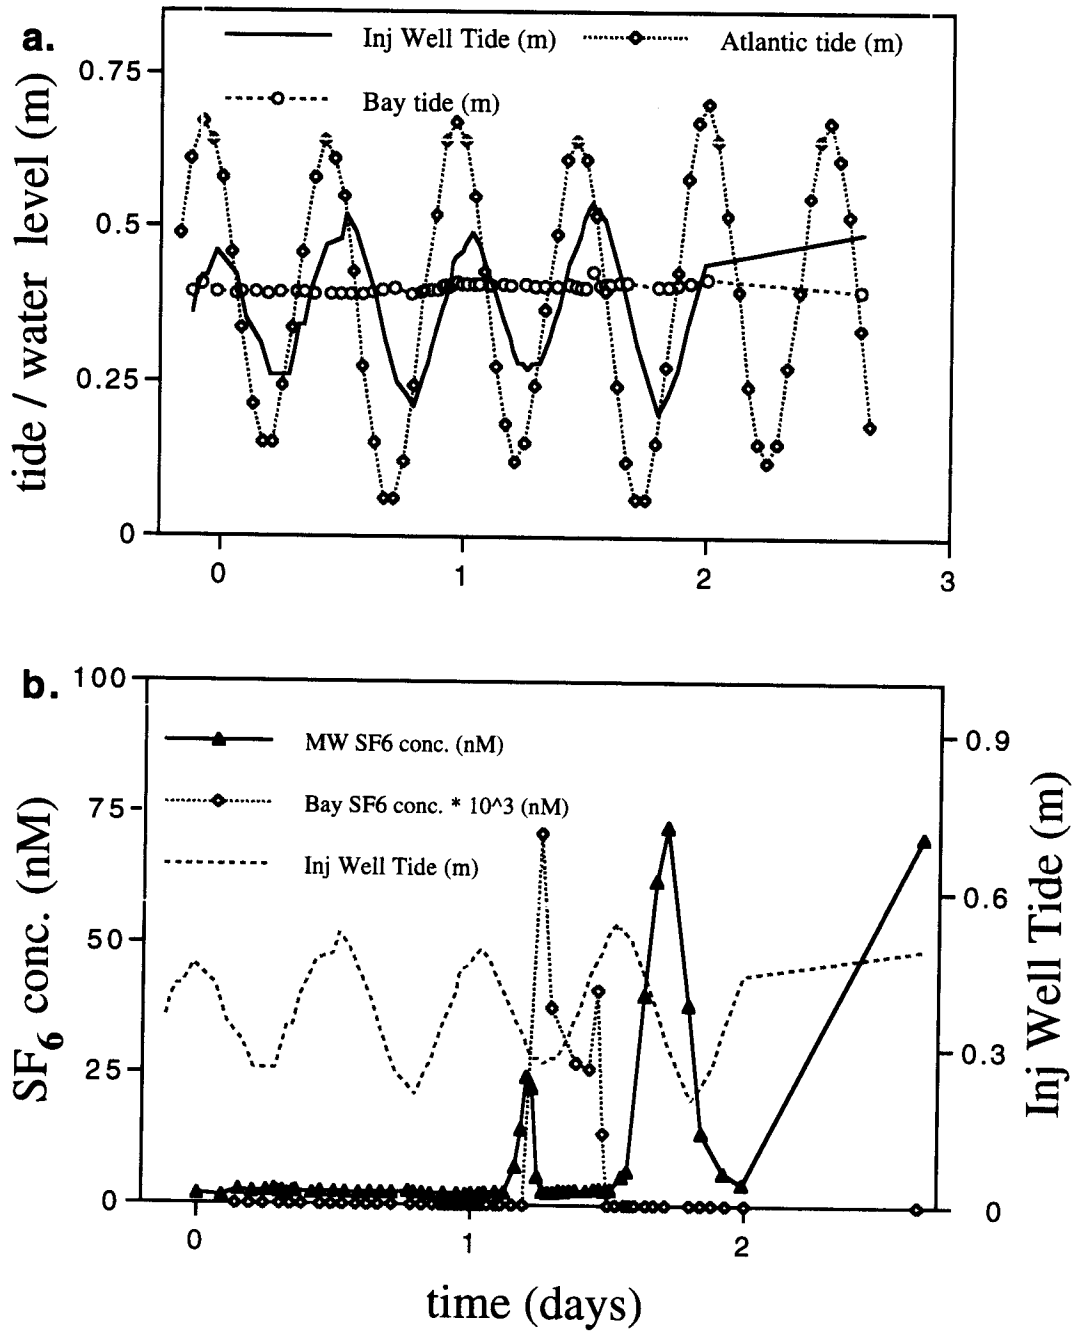 a.
Inj Well Tide (m) Atlantic tide (m)
Bay tide (m)
tide / water level (m)
0.75
0.5
0.25
0
0 1 2 3
b.
MW SF6 conc. (nM)
Bay SF6 conc. * 10^3 (nM)
Inj Well Tide (m)
SF6 conc. (nM)
100
75
50
25
0
0.9
0.6
0.3
0
Inj Well Tide (m)
0 1 2
time (days)